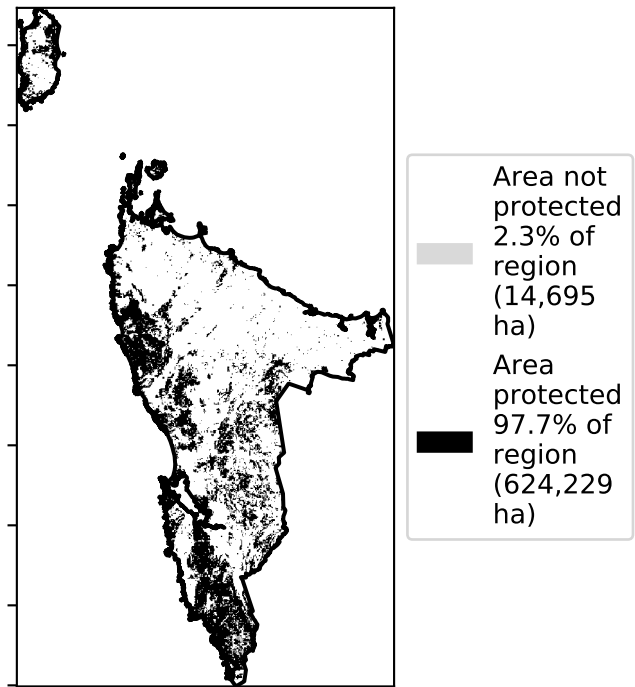 Area not
protected
2.3% of
region
(14,695
ha)
Area
protected
97.7% of
region
(624,229
ha)